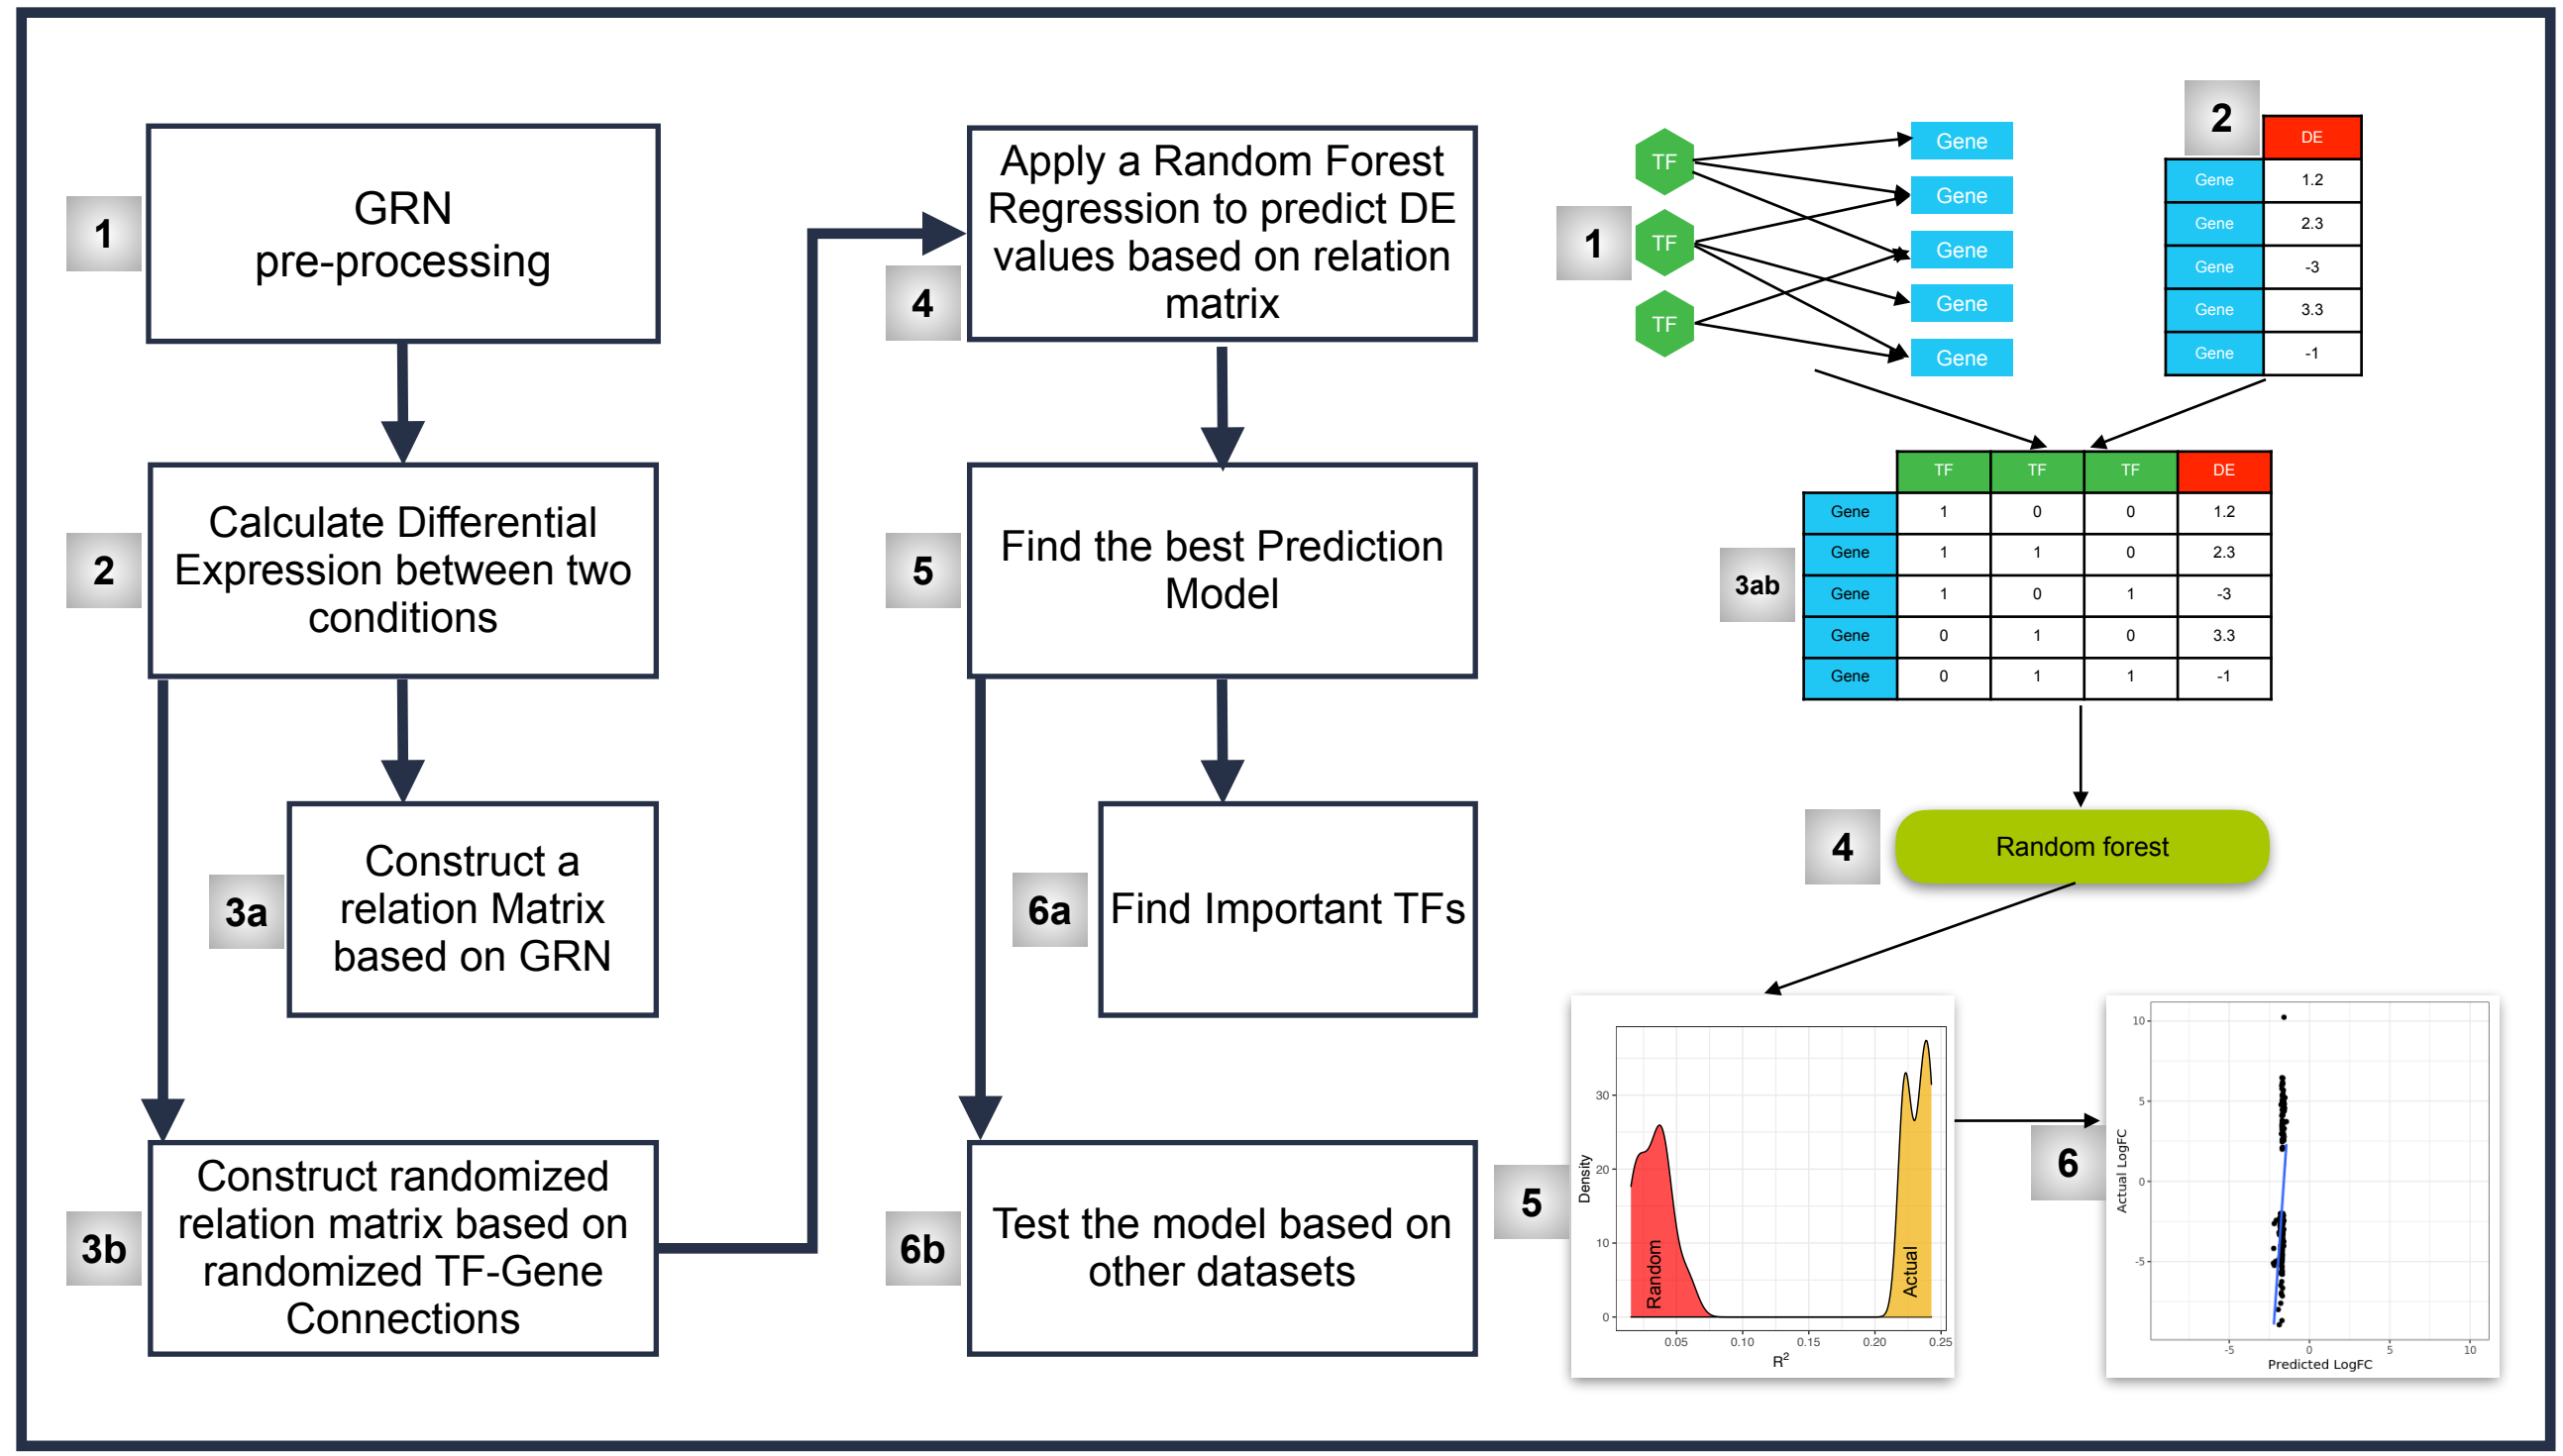 1
GRN
pre-processing
2
Calculate Differential
Expression between two
conditions
3a
Construct a
relation Matrix
based on GRN
3b
Construct randomized
relation matrix based on
randomized TF-Gene
Connections
4
Apply a Random Forest
Regression to predict DE
values based on relation
matrix
5
Find the best Prediction
Model
6a
Find Important TFs
6b
Test the model based on
other datasets
1
TF
TF
TF
Gene
Gene
Gene
Gene
Gene
2
DE
Gene 1.2
Gene 2.3
Gene -3
Gene 3.3
Gene -1
3ab
TF TF TF DE
Gene 1 0 0 1.2
Gene 1 1 0 2.3
Gene 1 0 1 -3
Gene 0 1 0 3.3
Gene 0 1 1 -1
4
Random forest
5
Density
30
20
10
0
Random
Actual
0.05 0.10 0.15 0.20 0.25
R²
6
Actual LogFC
10
5
0
-5
-5 0 5 10
Predicted LogFC